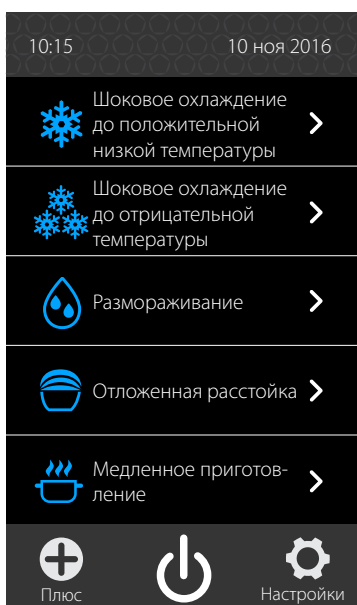 10:15 10 ноя 2016
Шоковое охлаждение
до положительной
низкой температуры
Шоковое охлаждение
до отрицательной
температуры
Размораживание
Отложенная расстойка
Медленное приготов-
ление
Плюс Настройки